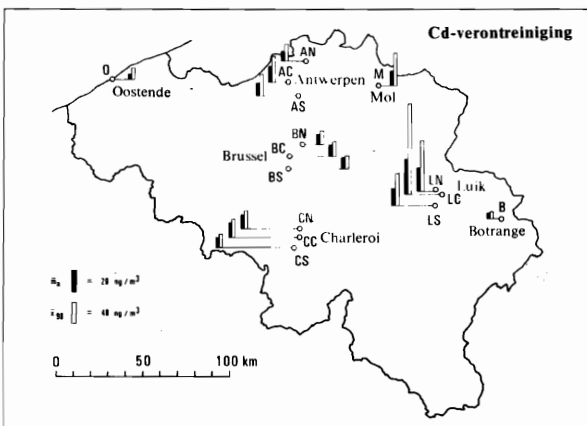 Cd-verontreiniging
AN
AC
Antwerpen
AS
O
Oostende
M
Mol
BN
BC
Brussel
BS
LN
Luik
LC
LS
B
Botrange
CN
CC
Charleroi
CS
= 20 ng/m³
= 40 ng/m³
0 50 100 km